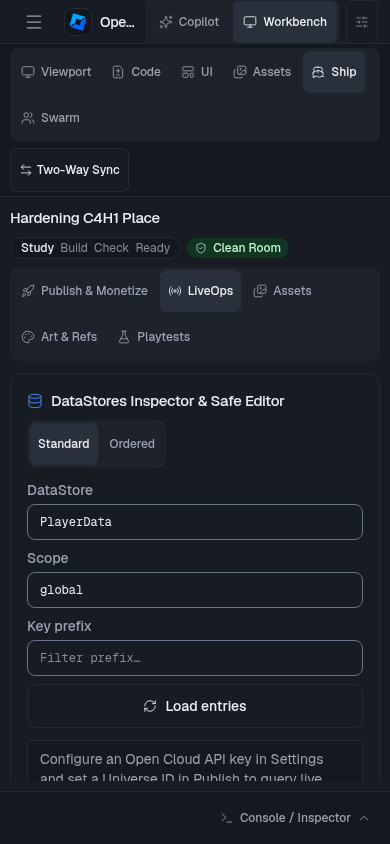 Ope...
Copilot
Workbench
Viewport
Code
UI
Assets
Ship
Swarm
Two-Way Sync
Hardening C4H1 Place
Study Build Check Ready
Clean Room
Publish & Monetize
LiveOps
Assets
Art & Refs
Playtests
DataStores Inspector & Safe Editor
Standard
Ordered
DataStore
PlayerData
Scope
global
Key prefix
Filter prefix…
Load entries
Configure an Open Cloud API key in Settings
and set a Universe ID in Publish to query live
Console / Inspector